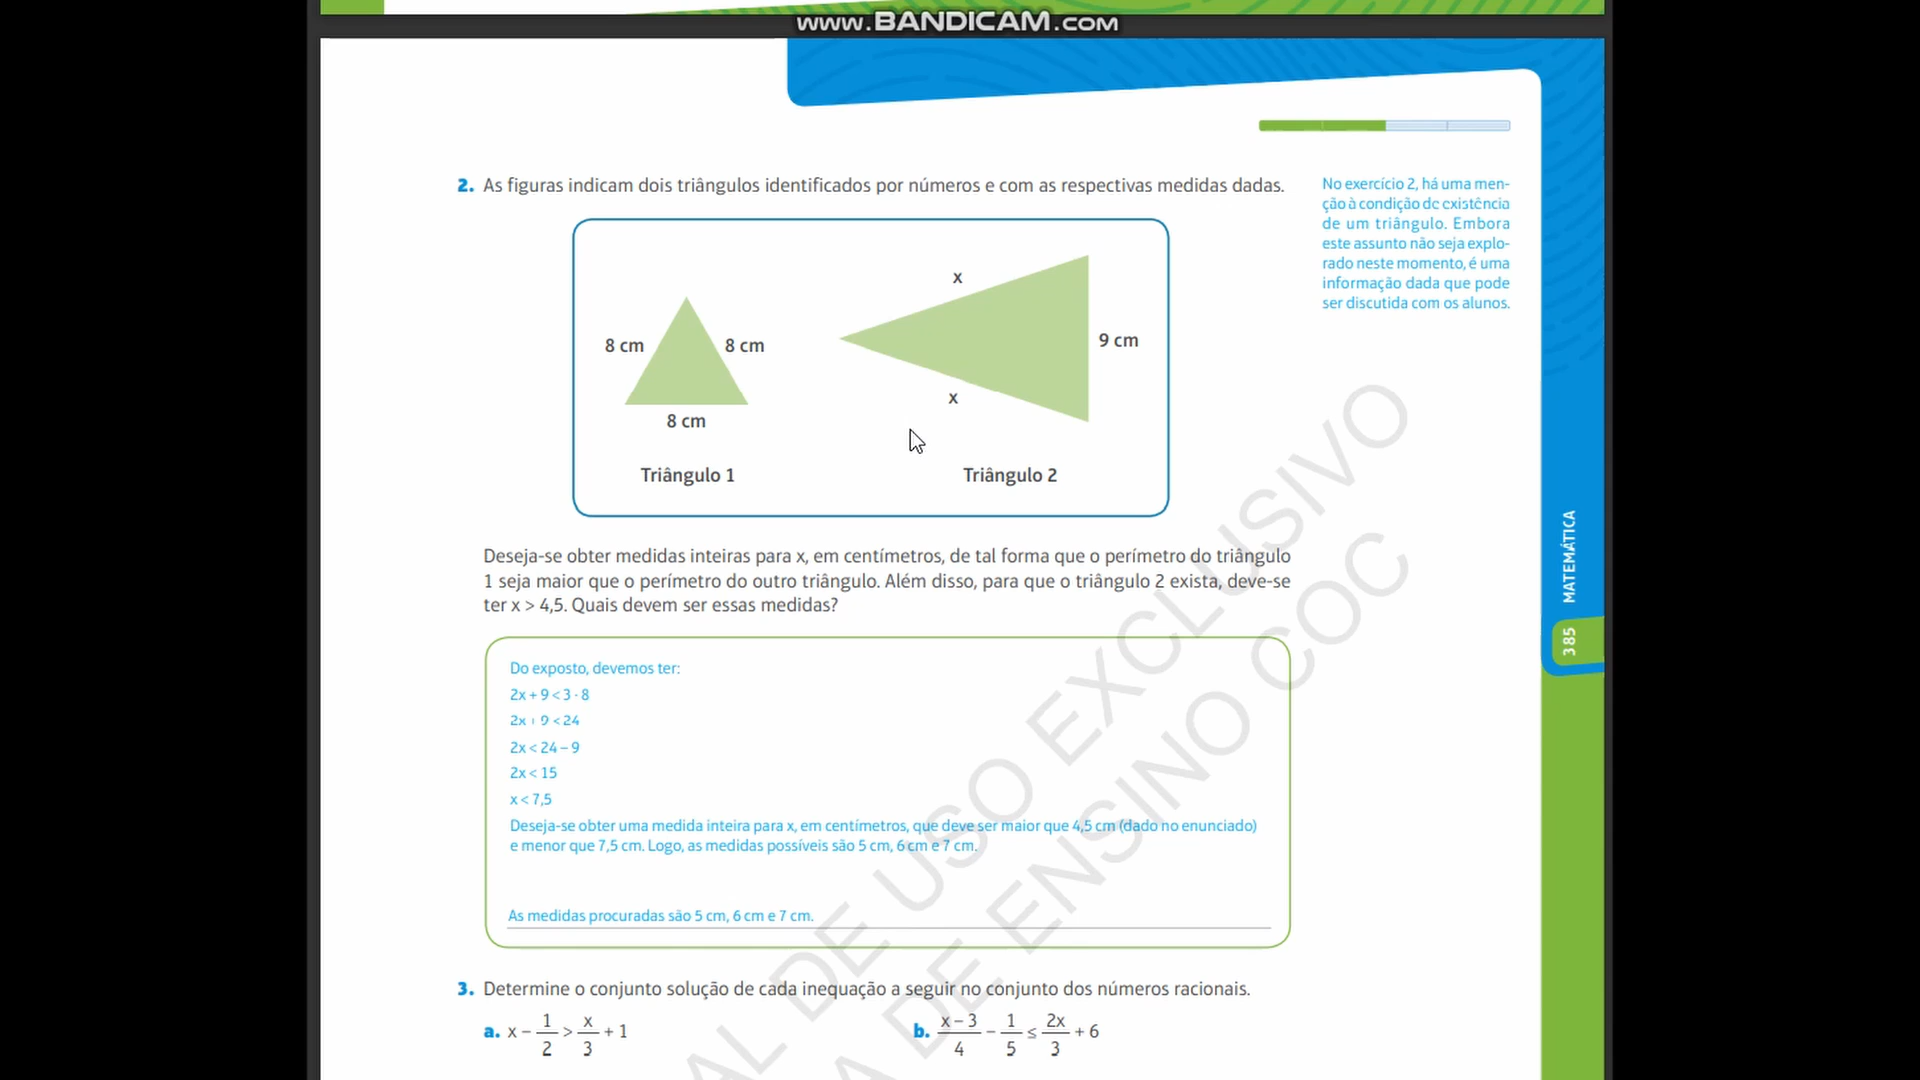 www.BANDICAM.com
2. As figuras indicam dois triângulos identificados por números e com as respectivas medidas dadas.
No exercício 2, há uma men-
ção à condição de existência
de um triângulo. Embora
este assunto não seja explo-
rado neste momento, é uma
informação dada que pode
ser discutida com os alunos.
x
8 cm
8 cm
9 cm
x
8 cm
Triângulo 1
Triângulo 2
Deseja-se obter medidas inteiras para x, em centímetros, de tal forma que o perímetro do triângulo
1 seja maior que o perímetro do outro triângulo. Além disso, para que o triângulo 2 exista, deve-se
ter x > 4,5. Quais devem ser essas medidas?
MATEMÁTICA
385
Do exposto, devemos ter:
2x + 9 < 3 · 8
2x + 9 < 24
2x < 24 – 9
2x < 15
x < 7,5
Deseja-se obter uma medida inteira para x, em centímetros, que deve ser maior que 4,5 cm (dado no enunciado)
e menor que 7,5 cm. Logo, as medidas possíveis são 5 cm, 6 cm e 7 cm.
As medidas procuradas são 5 cm, 6 cm e 7 cm.
3. Determine o conjunto solução de cada inequação a seguir no conjunto dos números racionais.
a. x – 1/2 > x/3 + 1
b. x – 3/4 – 1/5 ≤ 2x/3 + 6
AL DE USO EXCLUSIVO
A DE ENSINO COC